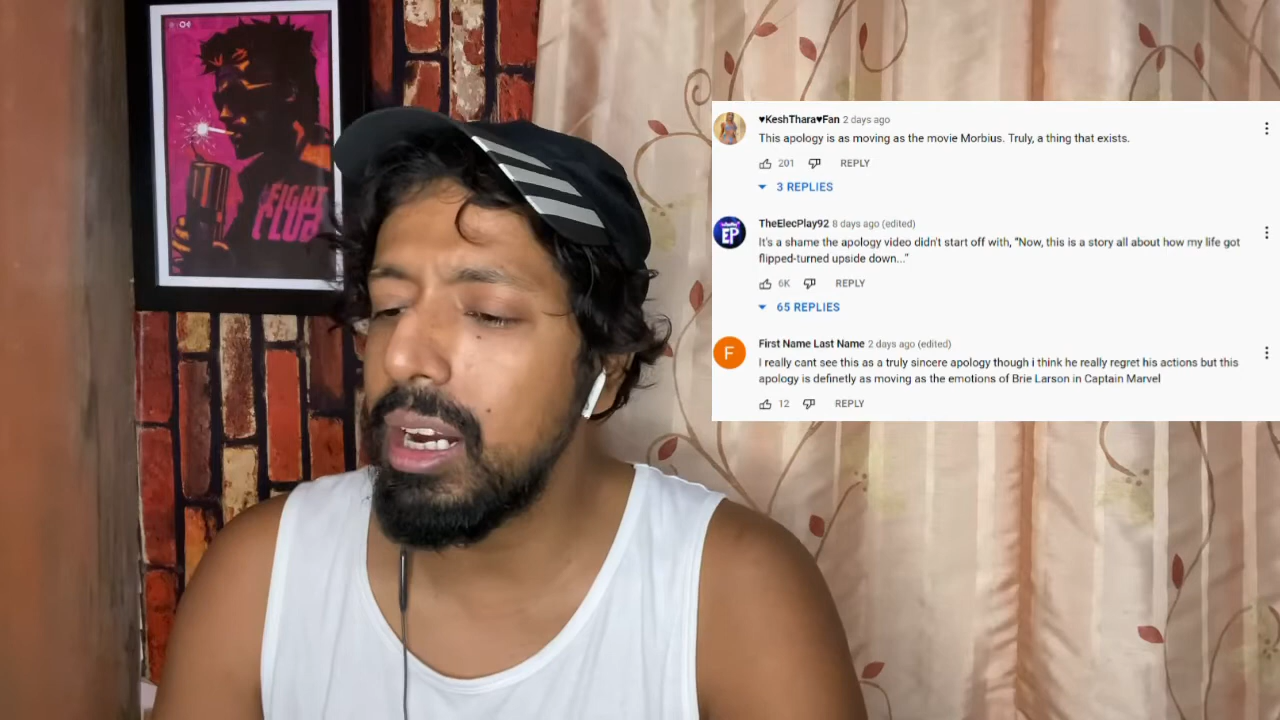 FIGHT
CLUB
♥KeshThara♥Fan 2 days ago
This apology is as moving as the movie Morbius. Truly, a thing that exists.
201 REPLY
3 REPLIES
EP
TheElecPlay92 8 days ago (edited)
It's a shame the apology video didn't start off with, "Now, this is a story all about how my life got
flipped-turned upside down..."
6K REPLY
65 REPLIES
F
First Name Last Name 2 days ago (edited)
I really cant see this as a truly sincere apology though i think he really regret his actions but this
apology is definetly as moving as the emotions of Brie Larson in Captain Marvel
12 REPLY